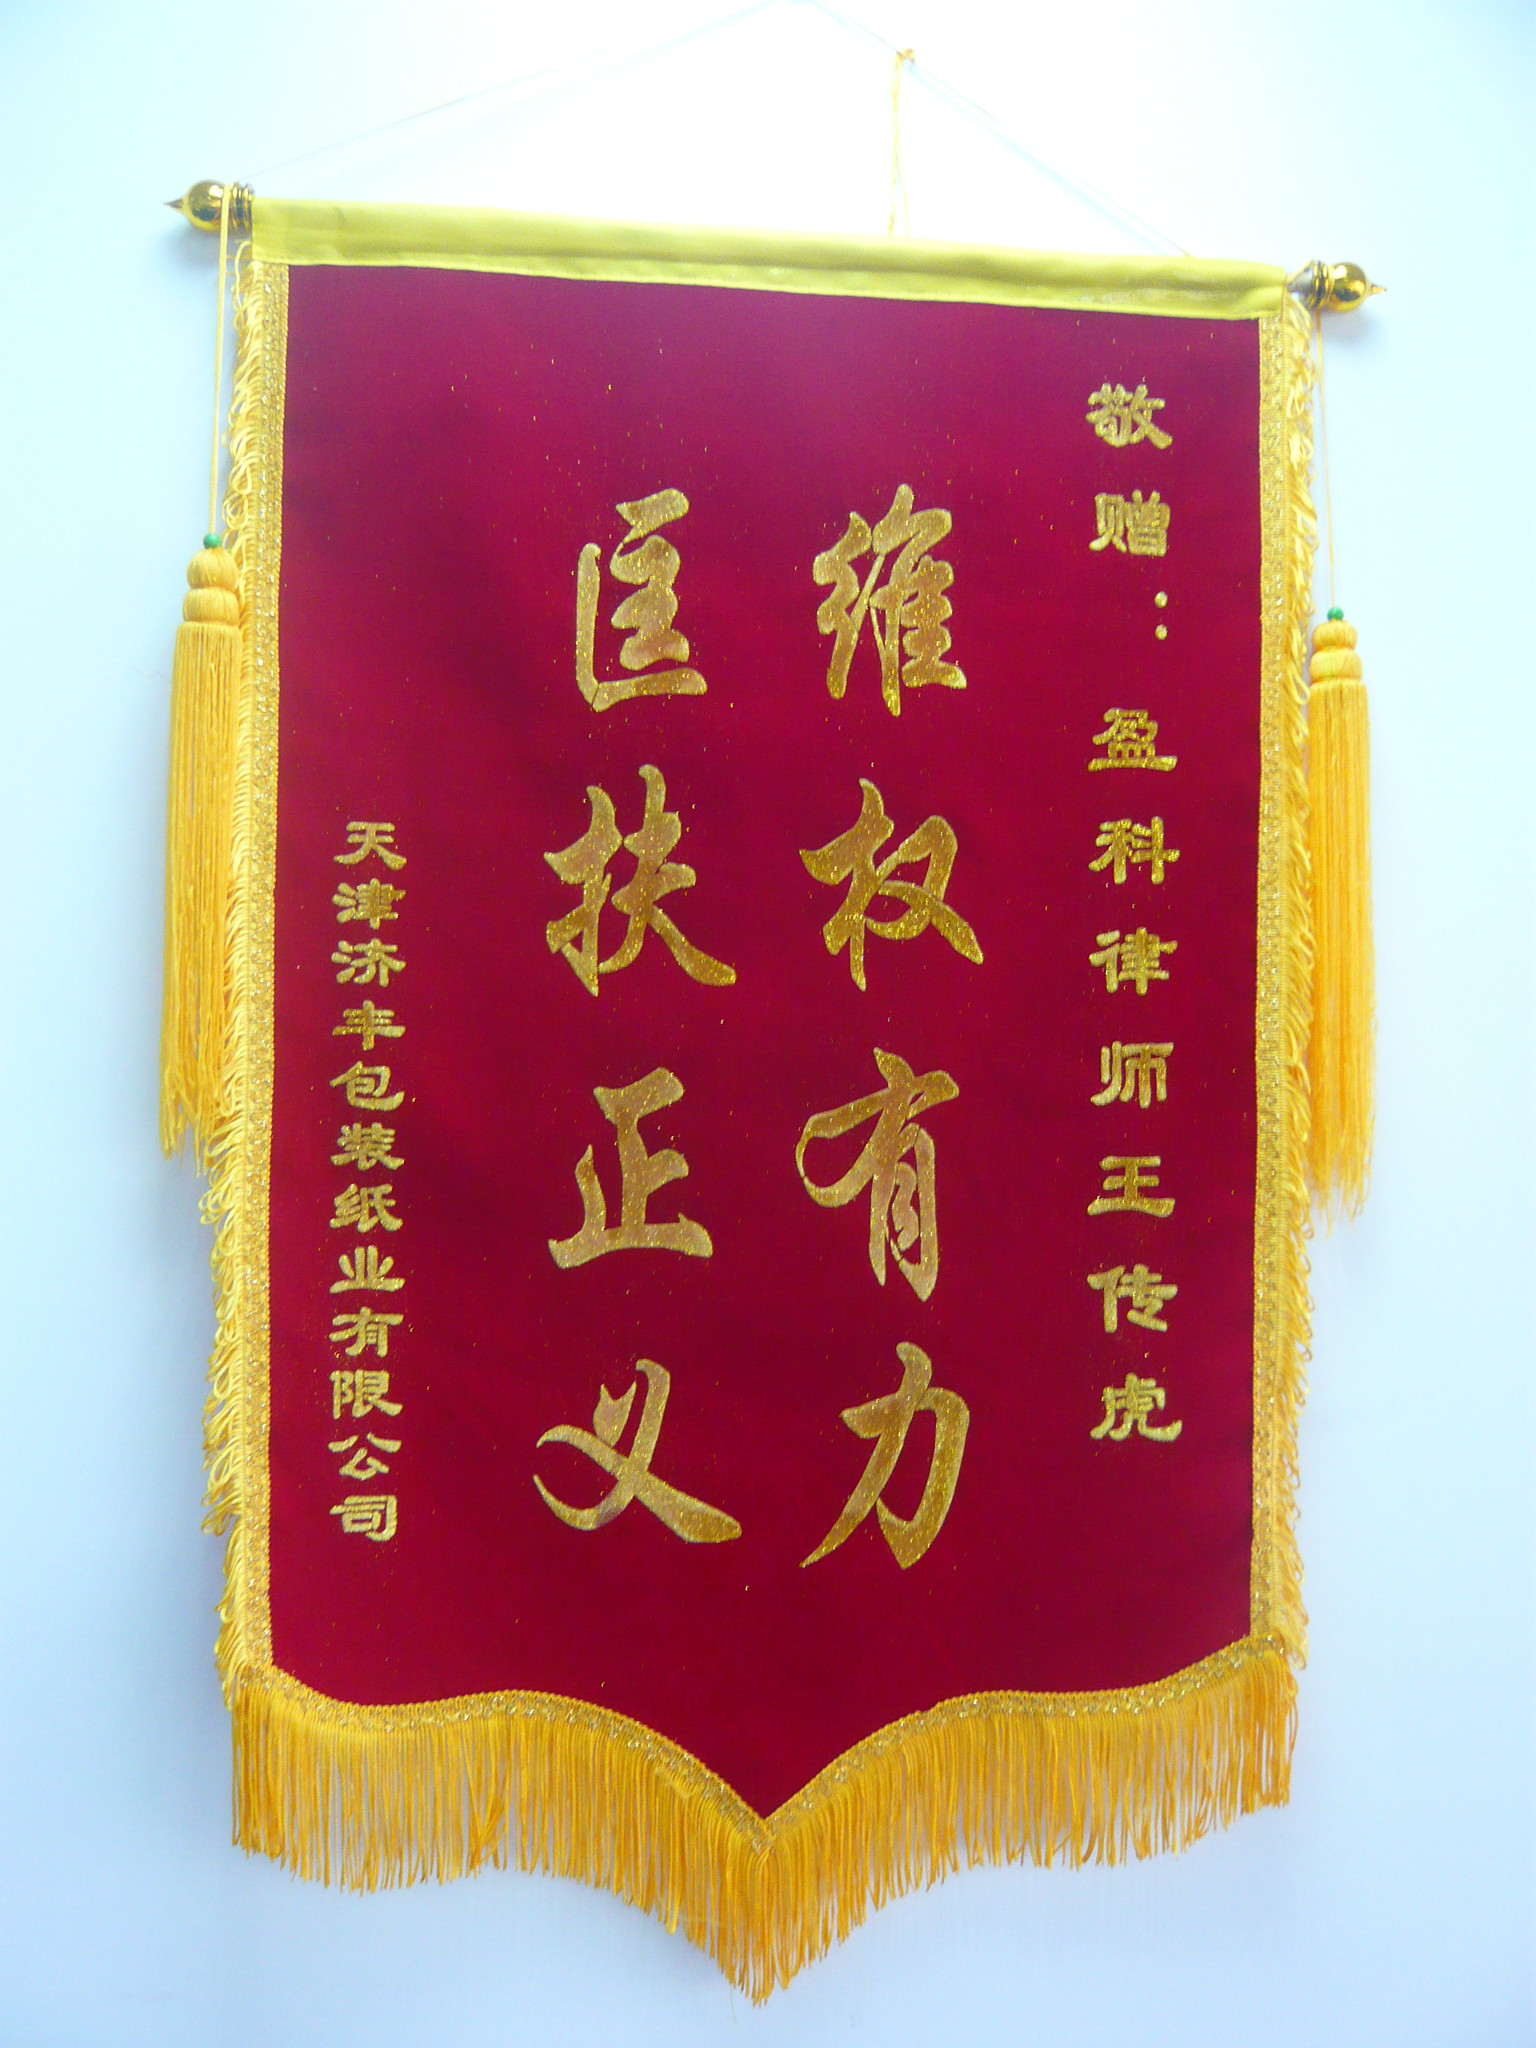 敬赠：盈科律师王传虎
维权有力
匡扶正义
天津济丰包装纸业有限公司